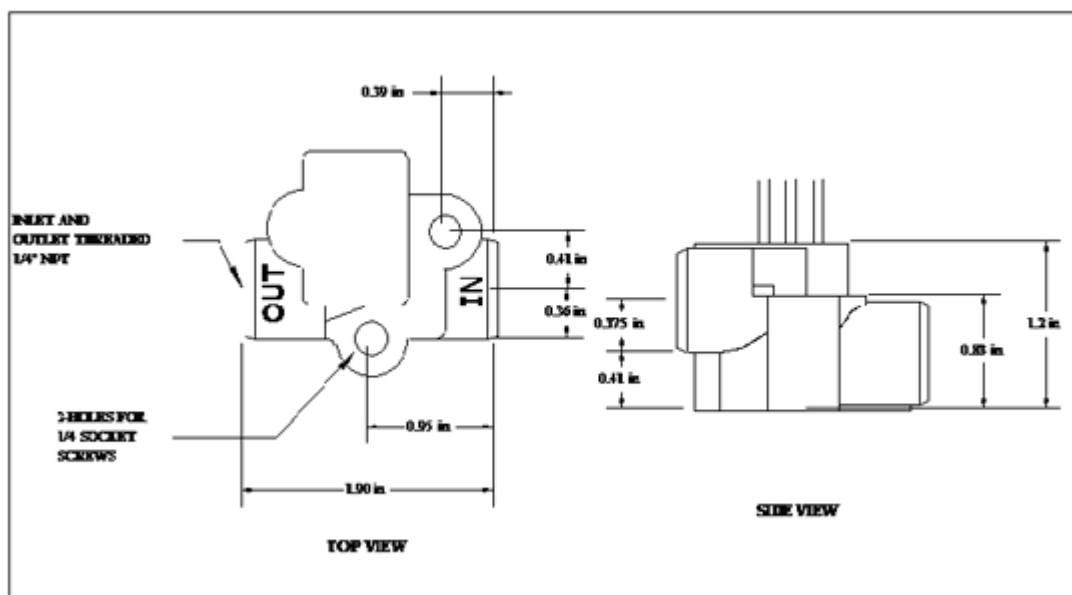 0.39 in
INLET AND
OUTLET THREADED
1/4" NPT
OUT
IN
0.41 in
0.36 in
2-HOLES FOR
1/4 SOCKET
SCREWS
0.95 in
1.90 in
TOP VIEW
0.375 in
0.41 in
1.2 in
0.83 in
SIDE VIEW